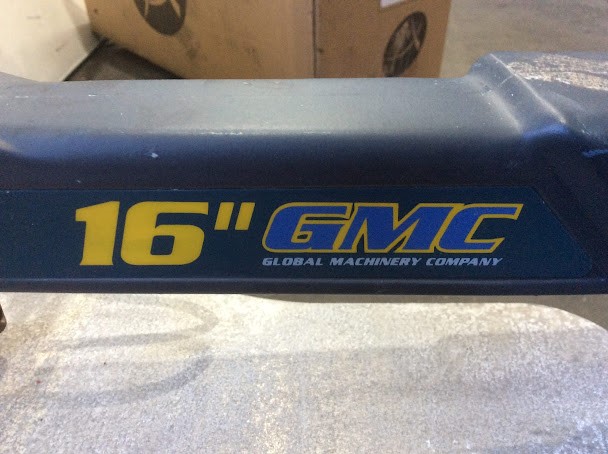 16" GMC
GLOBAL MACHINERY COMPANY